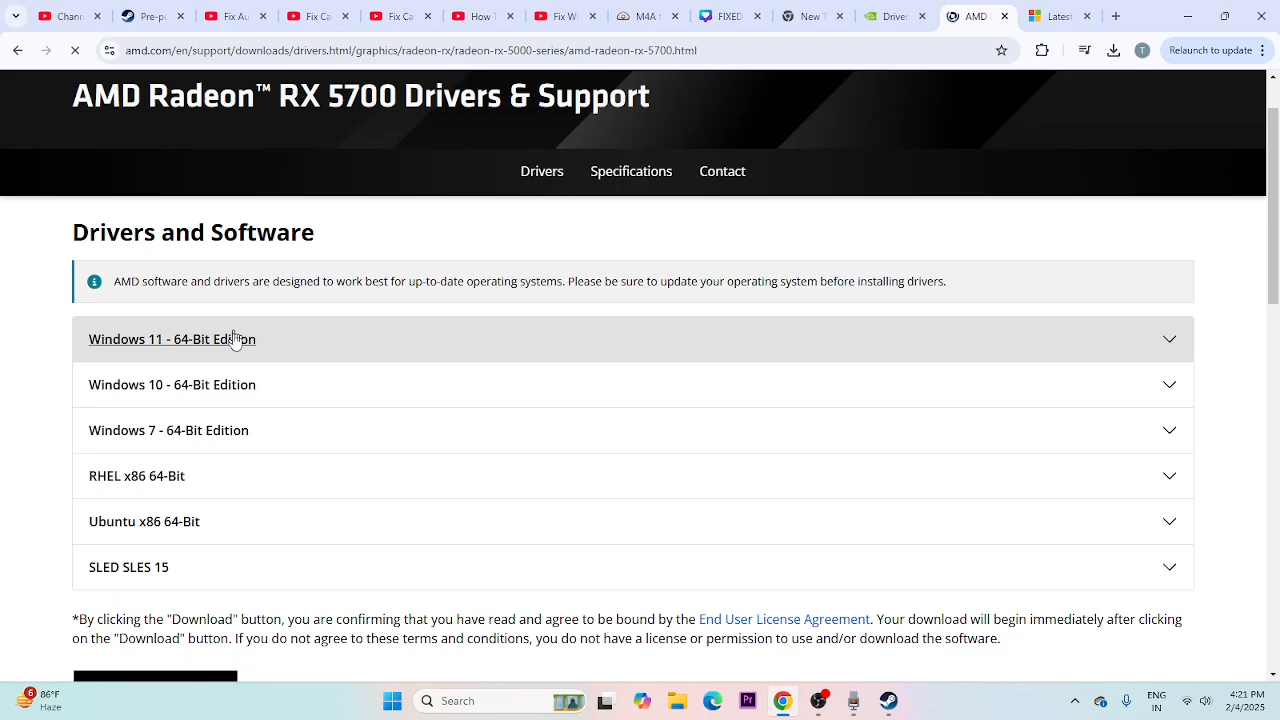 Chann
Prep
Fix Au
Fix Ca
How T
Fix W
M4A t
FIXED
New T
Driver
AMD
Latest
amd.com/en/support/downloads/drivers.html/graphics/radeon-rx/radeon-rx-5000-series/amd-radeon-rx-5700.html
T
Relaunch to update
AMD Radeon™ RX 5700 Drivers & Support
Drivers Specifications Contact
Drivers and Software
AMD software and drivers are designed to work best for up-to-date operating systems. Please be sure to update your operating system before installing drivers.
Windows 11 - 64-Bit Edition
Windows 10 - 64-Bit Edition
Windows 7 - 64-Bit Edition
RHEL x86 64-Bit
Ubuntu x86 64-Bit
SLED SLES 15
*By clicking the "Download" button, you are confirming that you have read and agree to be bound by the End User License Agreement. Your download will begin immediately after clicking
on the "Download" button. If you do not agree to these terms and conditions, you do not have a license or permission to use and/or download the software.
6
86°F
Haze
Search
Pr
ENG
IN
4:21 PM
2/4/2025